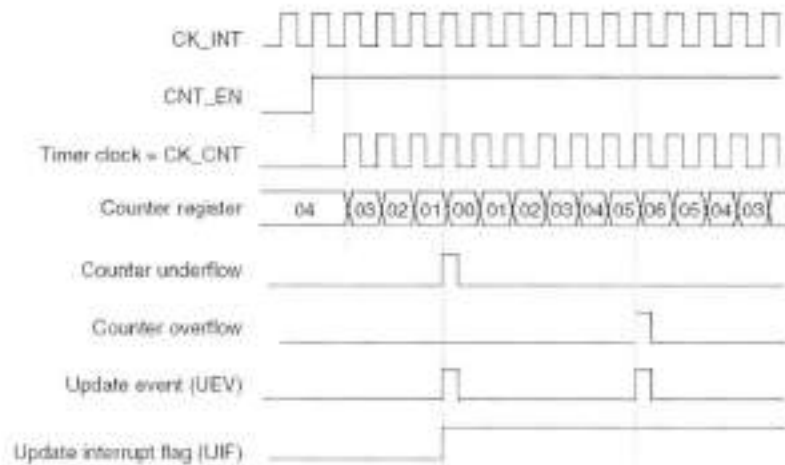 CK_INT
CNT_EN
Timer clock = CK_CNT
Counter register 04 03 02 01 00 01 02 03 04 05 06 05 04 03
Counter underflow
Counter overflow
Update event (UEV)
Update interrupt flag (UIF)